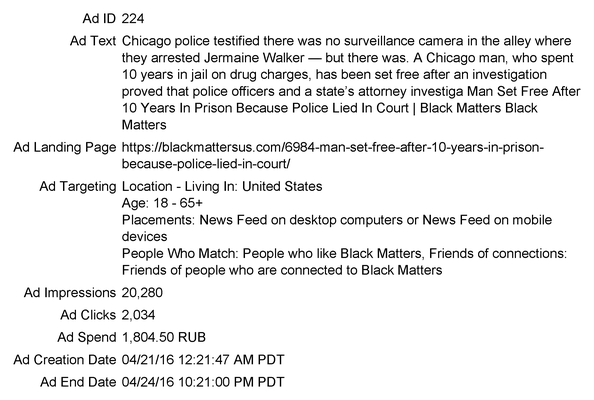 Ad ID 224
Ad Text Chicago police testified there was no surveillance camera in the alley where
they arrested Jermaine Walker — but there was. A Chicago man, who spent
10 years in jail on drug charges, has been set free after an investigation
proved that police officers and a state's attorney investiga Man Set Free After
10 Years In Prison Because Police Lied In Court | Black Matters Black
Matters
Ad Landing Page https://blackmattersus.com/6984-man-set-free-after-10-years-in-prison-
because-police-lied-in-court/
Ad Targeting Location - Living In: United States
Age: 18 - 65+
Placements: News Feed on desktop computers or News Feed on mobile
devices
People Who Match: People who like Black Matters, Friends of connections:
Friends of people who are connected to Black Matters
Ad Impressions 20,280
Ad Clicks 2,034
Ad Spend 1,804.50 RUB
Ad Creation Date 04/21/16 12:21:47 AM PDT
Ad End Date 04/24/16 10:21:00 PM PDT